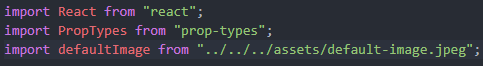 import React from "react";
import PropTypes from "prop-types";
import defaultImage from "../../../assets/default-image.jpeg";